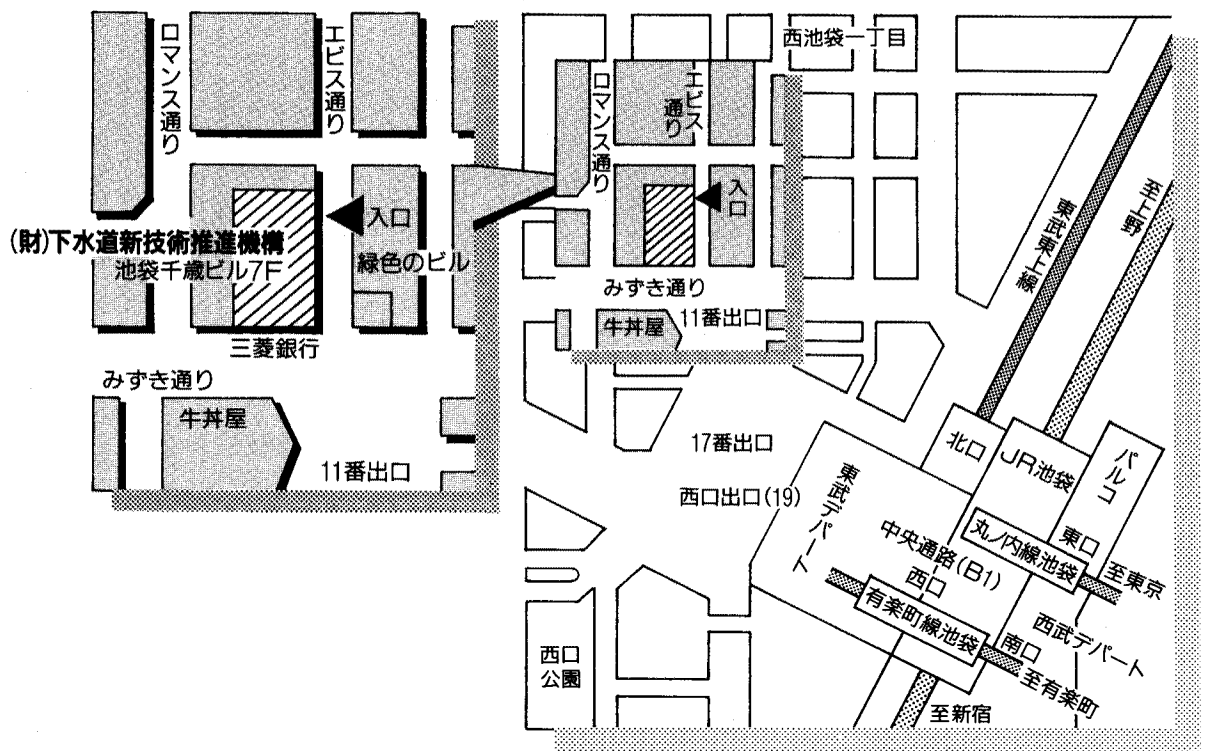 ロマンス通り
エビス通り
入口
(財)下水道新技術推進機構
池袋千歳ビル7F
緑色のビル
三菱銀行
みずき通り
牛丼屋
11番出口
西池袋一丁目
ロマンス通り
エビス
通り
入口
みずき通り
牛丼屋
11番出口
東武東上線
至上野
17番出口
西口出口(19)
東武デパート
北口
JR池袋
パルコ
中央通路(B1)
西口
丸ノ内線池袋
東口
至東京
有楽町線池袋
南口
西武デパート
至有楽町
至新宿
西口
公園